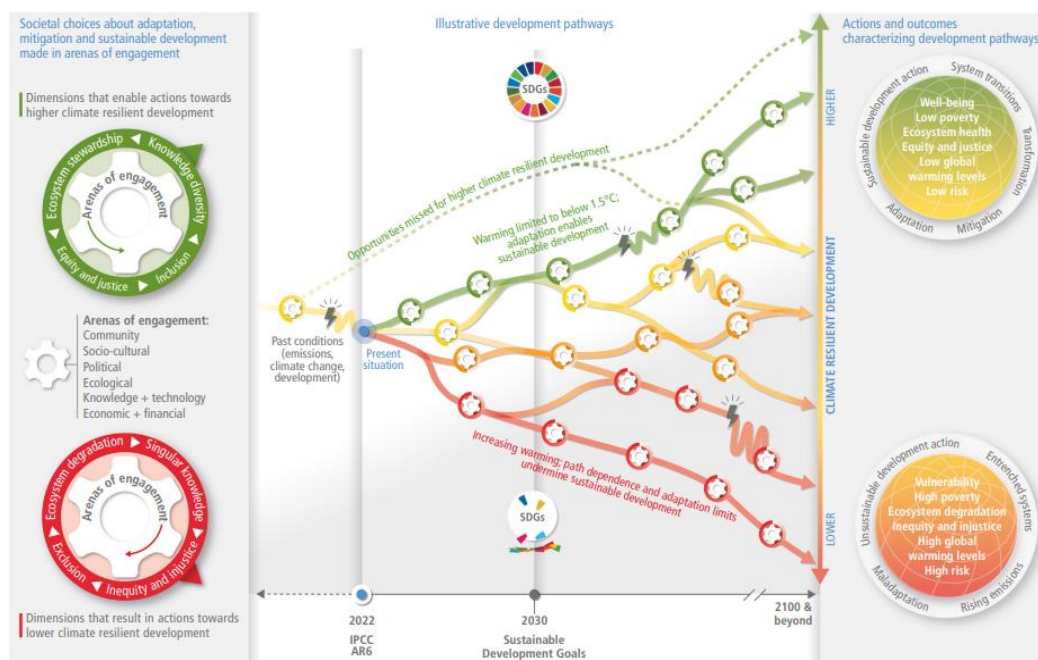 Societal choices about adaptation,
mitigation and sustainable development
made in arenas of engagement
Dimensions that enable actions towards
higher climate resilient development
Ecosystem stewardship
Knowledge diversity
Equity and justice
Inclusion
Arenas of engagement
Arenas of engagement:
Community
Socio-cultural
Political
Ecological
Knowledge + technology
Economic + financial
Ecosystem degradation
Singular knowledge
Exclusion
Inequity and injustice
Arenas of engagement
Dimensions that result in actions towards
lower climate resilient development
Illustrative development pathways
SDGs
Opportunities missed for higher climate resilient development
Warming limited to below 1.5°C;
adaptation enables
sustainable development
Past conditions
(emissions,
climate change,
development)
Present
situation
Increasing warming; path dependence and adaptation limits
undermine sustainable development
SDGs
2022
IPCC
AR6
2030
Sustainable
Development Goals
2100 &
beyond
HIGHER
CLIMATE RESILIENT DEVELOPMENT
LOWER
Actions and outcomes
characterizing development pathways
Sustainable development action
System transitions
Transformation
Mitigation
Adaptation
Well-being
Low poverty
Ecosystem health
Equity and justice
Low global
warming levels
Low risk
Unsustainable development action
Entrenched systems
Rising emissions
Maladaptation
Vulnerability
High poverty
Ecosystem degradation
Inequity and injustice
High global
warming levels
High risk